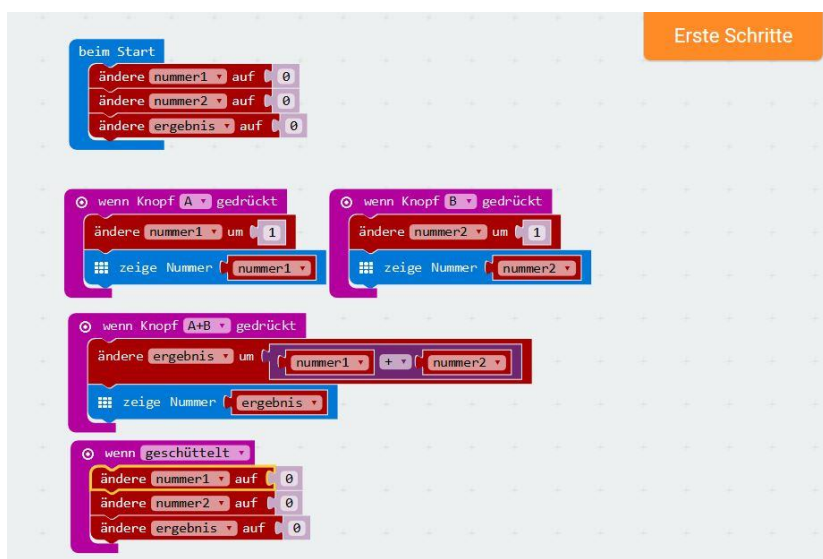 Erste Schritte
beim Start
ändere nummer1 auf 0
ändere nummer2 auf 0
ändere ergebnis auf 0
wenn Knopf A gedrückt
ändere nummer1 um 1
zeige Nummer nummer1
wenn Knopf B gedrückt
ändere nummer2 um 1
zeige Nummer nummer2
wenn Knopf A+B gedrückt
ändere ergebnis um nummer1 + nummer2
zeige Nummer ergebnis
wenn geschüttelt
ändere nummer1 auf 0
ändere nummer2 auf 0
ändere ergebnis auf 0